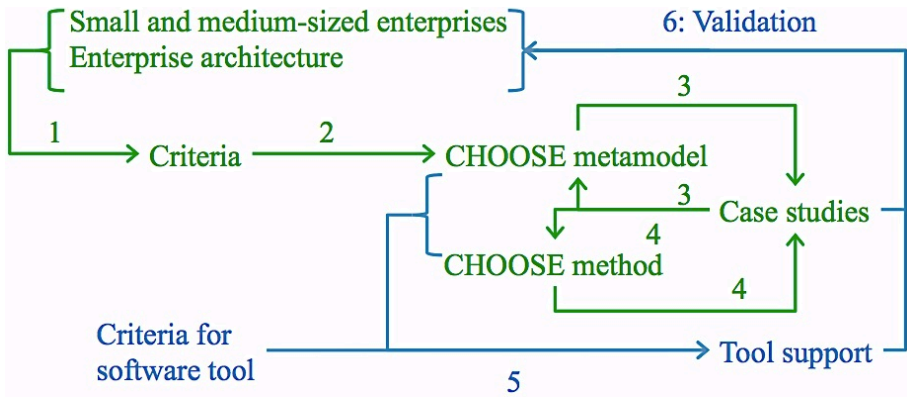 Small and medium-sized enterprises
Enterprise architecture
6: Validation
3
1
2
Criteria
CHOOSE metamodel
3
Case studies
4
CHOOSE method
4
Criteria for
software tool
Tool support
5